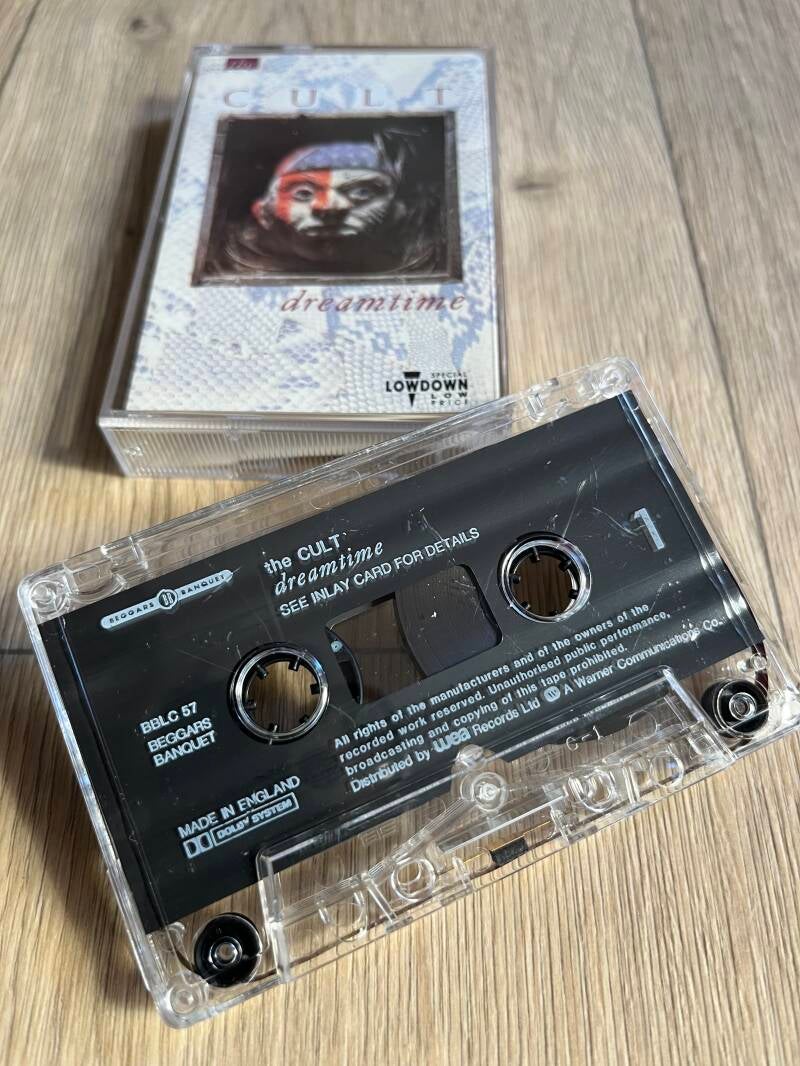 the
CULT
dreamtime
SPECIAL
LOWDOWN
LOW
PRICE
BEGGARS BANQUET
the CULT
dreamtime
SEE INLAY CARD FOR DETAILS
1
BBLC 57
BEGGARS
BANQUET
All rights of the manufacturers and of the owners of the
recorded work reserved. Unauthorised public performance,
broadcasting and copying of this tape prohibited.
Distributed by wea Records Ltd A Warner Communications Co.
MADE IN ENGLAND
DOLBY SYSTEM